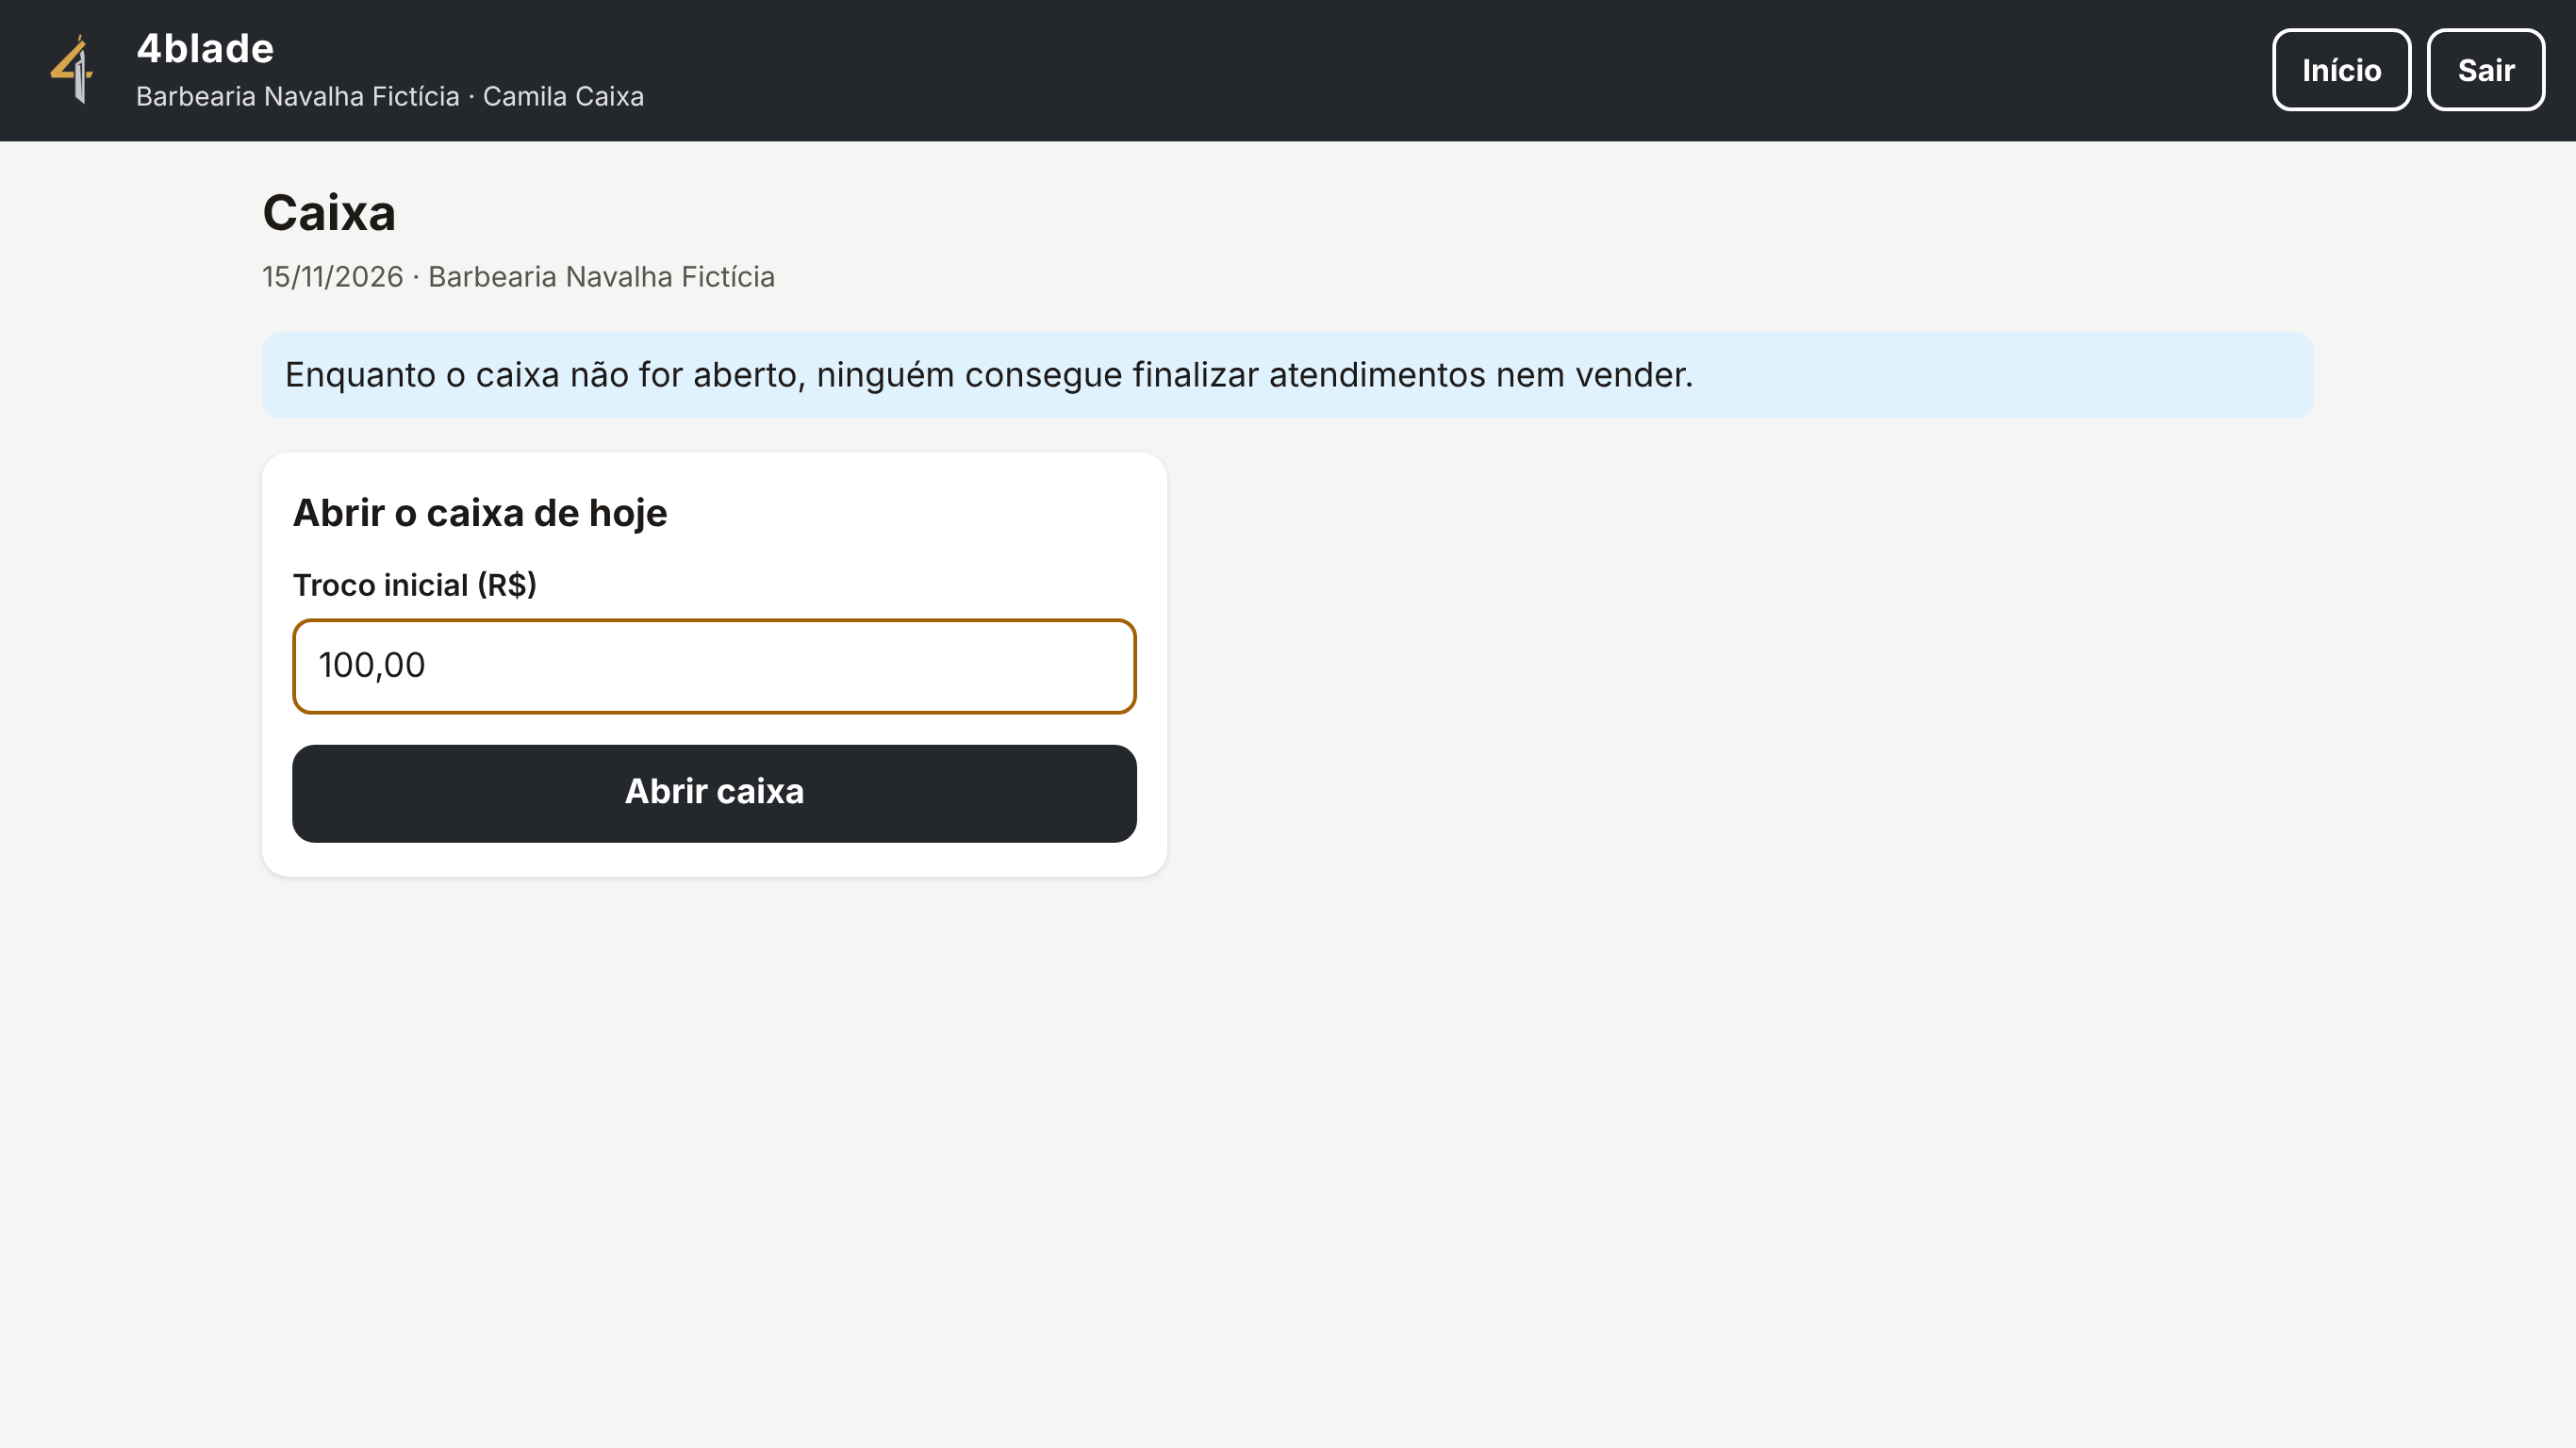 4blade
Barbearia Navalha Fictícia · Camila Caixa
Início
Sair
Caixa
15/11/2026 · Barbearia Navalha Fictícia
Enquanto o caixa não for aberto, ninguém consegue finalizar atendimentos nem vender.
Abrir o caixa de hoje
Troco inicial (R$)
100,00
Abrir caixa